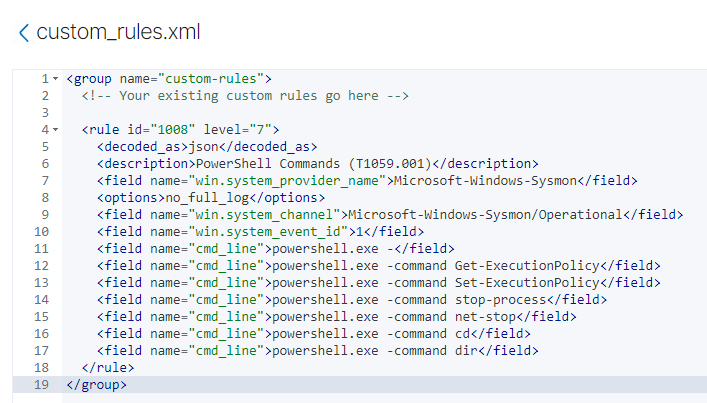 custom_rules.xml
1 <group name="custom-rules">
2 <!-- Your existing custom rules go here -->
3
4 <rule id="1008" level="7">
5 <decoded_as>json</decoded_as>
6 <description>PowerShell Commands (T1059.001)</description>
7 <field name="win.system_provider_name">Microsoft-Windows-Sysmon</field>
8 <options>no_full_log</options>
9 <field name="win.system_channel">Microsoft-Windows-Sysmon/Operational</field>
10 <field name="win.system_event_id">1</field>
11 <field name="cmd_line">powershell.exe -</field>
12 <field name="cmd_line">powershell.exe -command Get-ExecutionPolicy</field>
13 <field name="cmd_line">powershell.exe -command Set-ExecutionPolicy</field>
14 <field name="cmd_line">powershell.exe -command stop-process</field>
15 <field name="cmd_line">powershell.exe -command net-stop</field>
16 <field name="cmd_line">powershell.exe -command cd</field>
17 <field name="cmd_line">powershell.exe -command dir</field>
18 </rule>
19 </group>